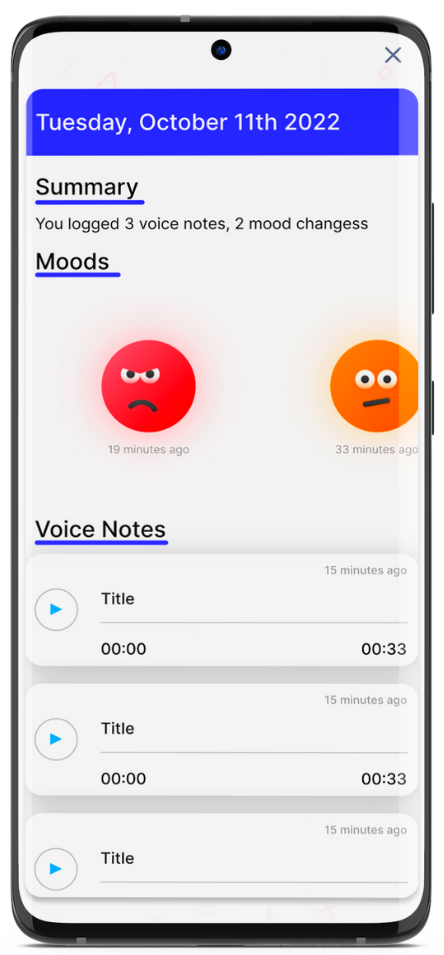 Tuesday, October 11th 2022
Summary
You logged 3 voice notes, 2 mood changess
Moods
19 minutes ago
33 minutes ago
Voice Notes
15 minutes ago
Title
00:00
00:33
15 minutes ago
Title
00:00
00:33
15 minutes ago
Title